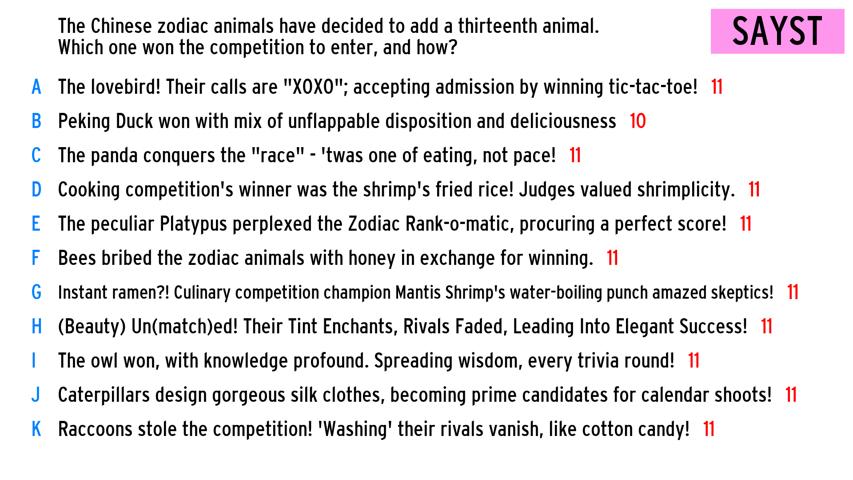 The Chinese zodiac animals have decided to add a thirteenth animal.
Which one won the competition to enter, and how?
SAYST
A The lovebird! Their calls are "XOXO"; accepting admission by winning tic-tac-toe! 11
B Peking Duck won with mix of unflappable disposition and deliciousness 10
C The panda conquers the "race" - 'twas one of eating, not pace! 11
D Cooking competition's winner was the shrimp's fried rice! Judges valued shrimplicity. 11
E The peculiar Platypus perplexed the Zodiac Rank-o-matic, procuring a perfect score! 11
F Bees bribed the zodiac animals with honey in exchange for winning. 11
G Instant ramen?! Culinary competition champion Mantis Shrimp's water-boiling punch amazed skeptics! 11
H (Beauty) Un(match)ed! Their Tint Enchants, Rivals Faded, Leading Into Elegant Success! 11
I The owl won, with knowledge profound. Spreading wisdom, every trivia round! 11
J Caterpillars design gorgeous silk clothes, becoming prime candidates for calendar shoots! 11
K Raccoons stole the competition! 'Washing' their rivals vanish, like cotton candy! 11